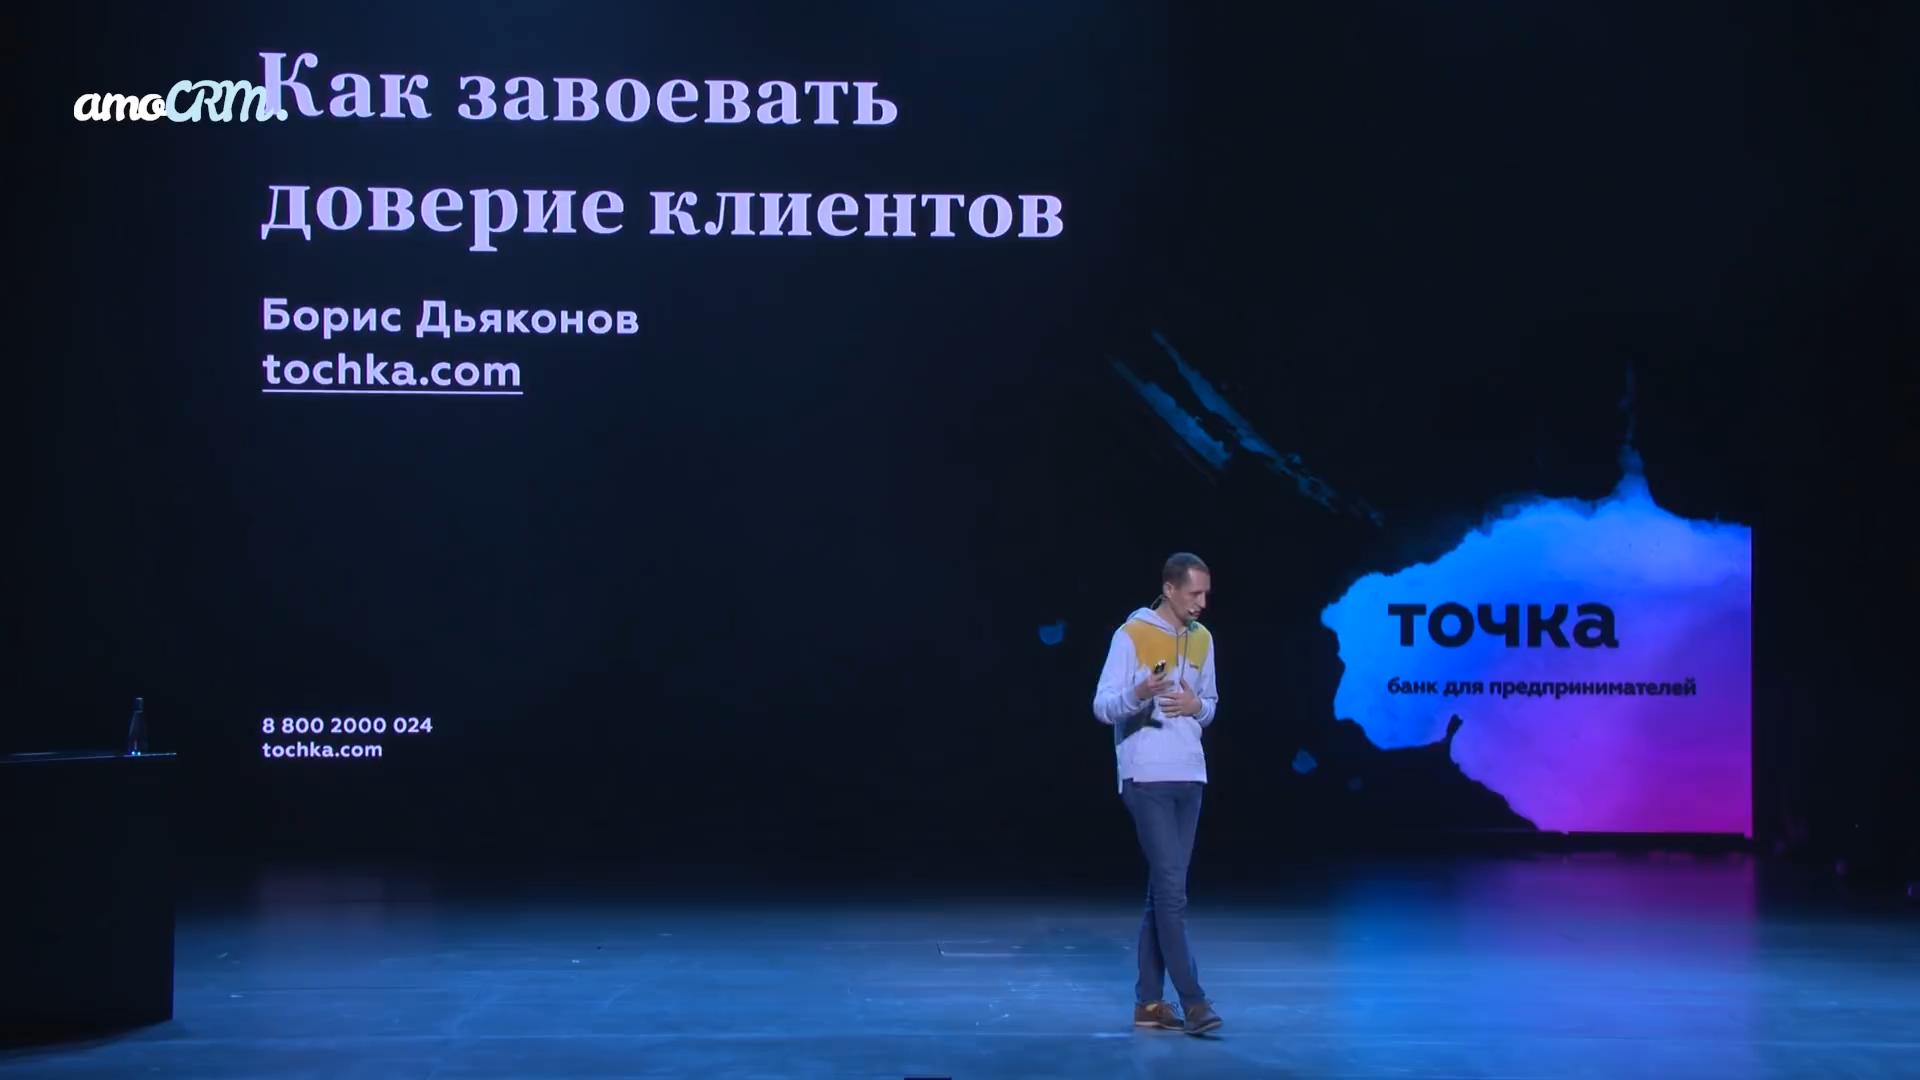 amoCRM.
Как завоевать
доверие клиентов
Борис Дьяконов
tochka.com
точка
банк для предпринимателей
8 800 2000 024
tochka.com